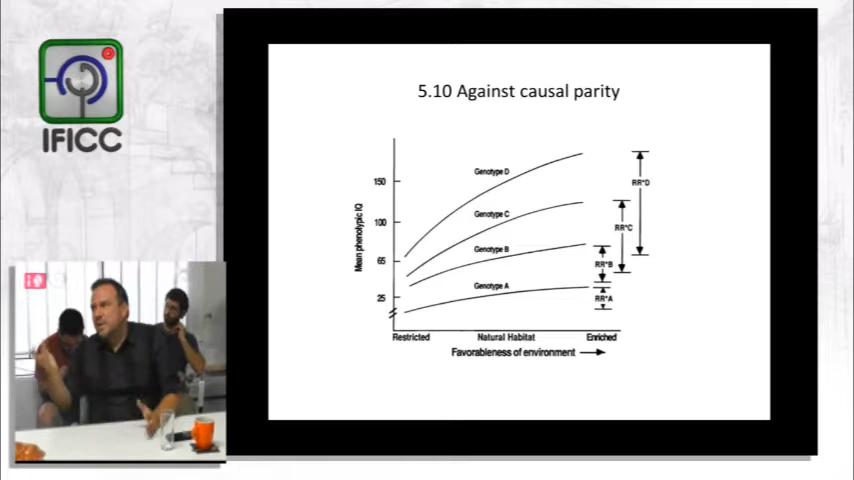 IFICC
5.10 Against causal parity
Mean phenotypic IQ
150
100
65
25
Genotype D
Genotype C
Genotype B
Genotype A
RR*D
RR*C
RR*B
RR*A
Restricted Natural Habitat Enriched
Favorableness of environment